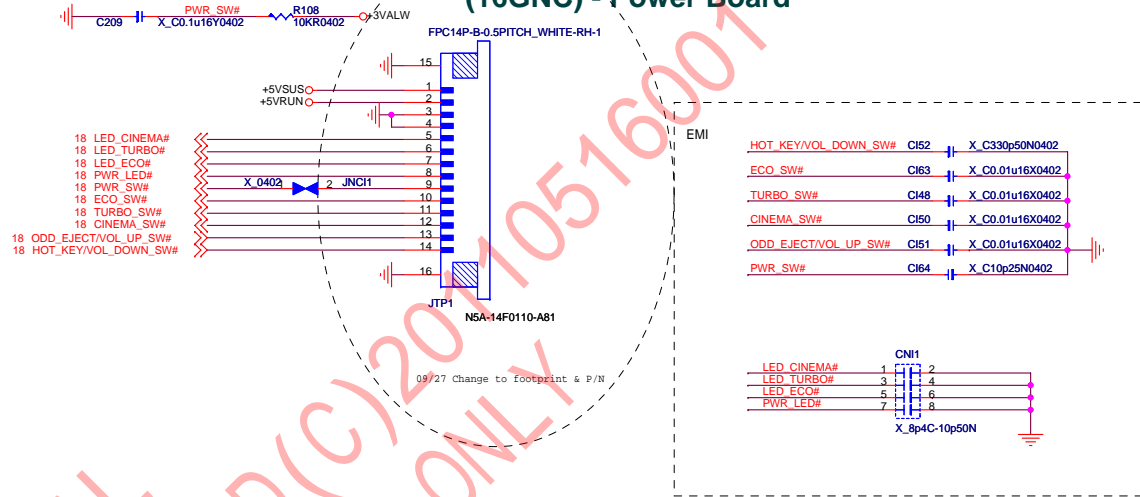 (16GNC) - Power Board
PWR_SW#
R108
+3VALW
C209
X_C0.1u16Y0402
10KR0402
FPC14P-B-0.5PITCH_WHITE-RH-1
15
+5VSUS
1
+5VRUN
2
3
4
18 LED_CINEMA#
5
18 LED_TURBO#
6
18 LED_ECO#
7
18 PWR_LED#
8
18 PWR_SW#
X_0402
1
2
JNCI1
9
18 ECO_SW#
10
18 TURBO_SW#
11
18 CINEMA_SW#
12
18 ODD_EJECT/VOL_UP_SW#
13
18 HOT_KEY/VOL_DOWN_SW#
14
16
JTP1
N5A-14F0110-A81
09/27 Change to footprint & P/N
EMI
HOT_KEY/VOL_DOWN_SW# CI52 X_C330p50N0402
ECO_SW# CI63 X_C0.01u16X0402
TURBO_SW# CI48 X_C0.01u16X0402
CINEMA_SW# CI50 X_C0.01u16X0402
ODD_EJECT/VOL_UP_SW# CI51 X_C0.01u16X0402
PWR_SW# CI64 X_C10p25N0402
CNI1
LED_CINEMA# 1 2
LED_TURBO# 3 4
LED_ECO# 5 6
PWR_LED# 7 8
X_8p4C-10p50N
D(C)20110516001
ONLY